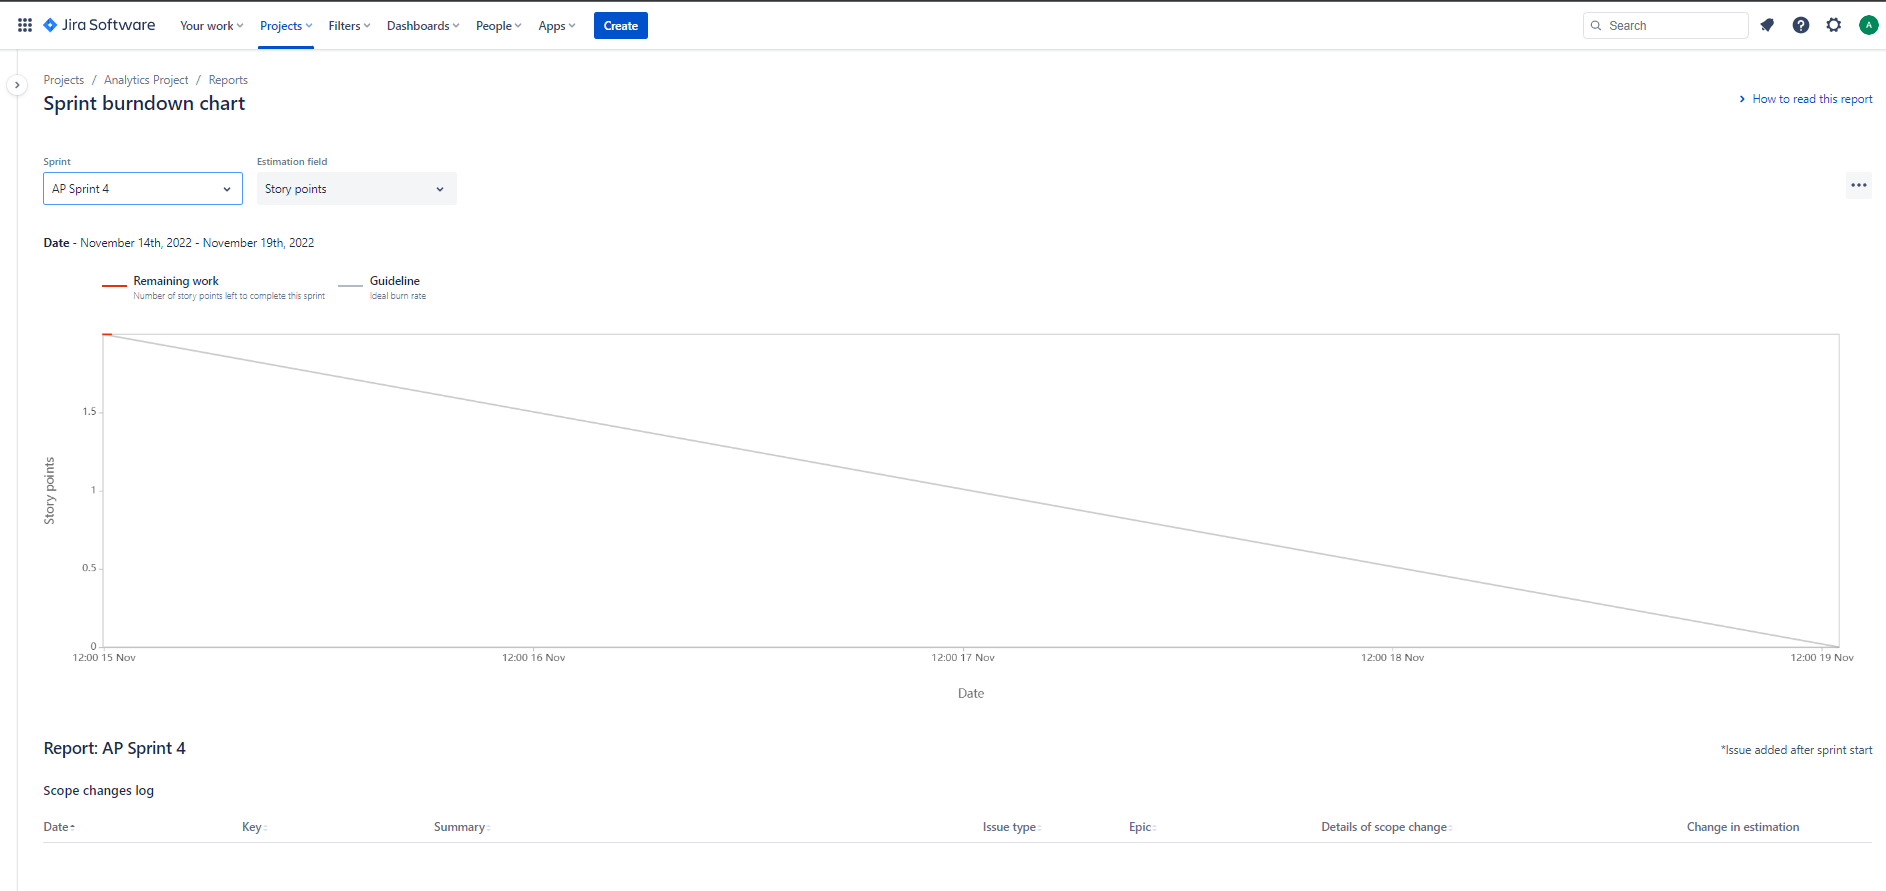 Jira Software Your work Projects Filters Dashboards People Apps Create Search A
Projects / Analytics Project / Reports
Sprint burndown chart
How to read this report
Sprint Estimation field
AP Sprint 4 Story points
Date - November 14th, 2022 - November 19th, 2022
Remaining work Guideline
Number of story points left to complete this sprint Ideal burn rate
1.5
1
0.5
0
Story points
12:00 15 Nov 12:00 16 Nov 12:00 17 Nov 12:00 18 Nov 12:00 19 Nov
Date
Report: AP Sprint 4
*Issue added after sprint start
Scope changes log
Date Key Summary Issue type Epic Details of scope change Change in estimation